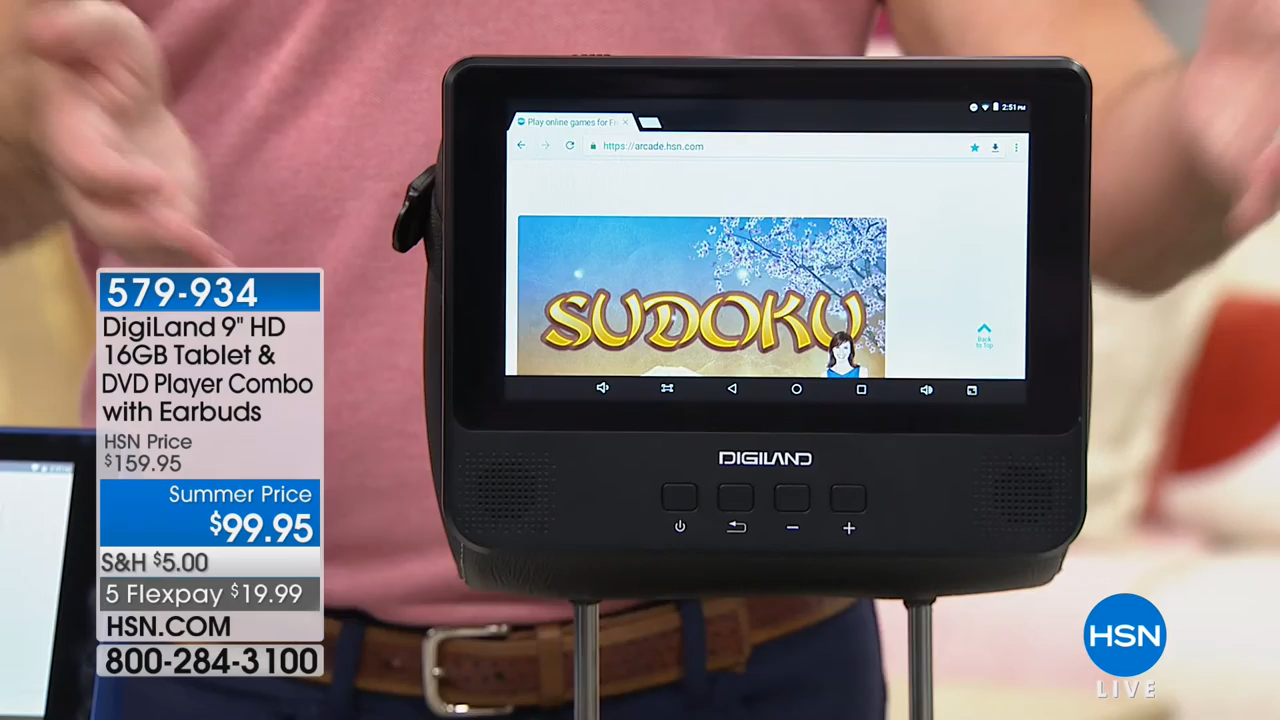 579-934
DigiLand 9" HD
16GB Tablet &
DVD Player Combo
with Earbuds
HSN Price
$159.95
Summer Price
$99.95
S&H $5.00
5 Flexpay $19.99
HSN.COM
800-284-3100
2:51PM
Play online games for Fr
https://arcade.hsn.com
SUDOKU
Back
to Top
DIGILAND
HSN
LIVE